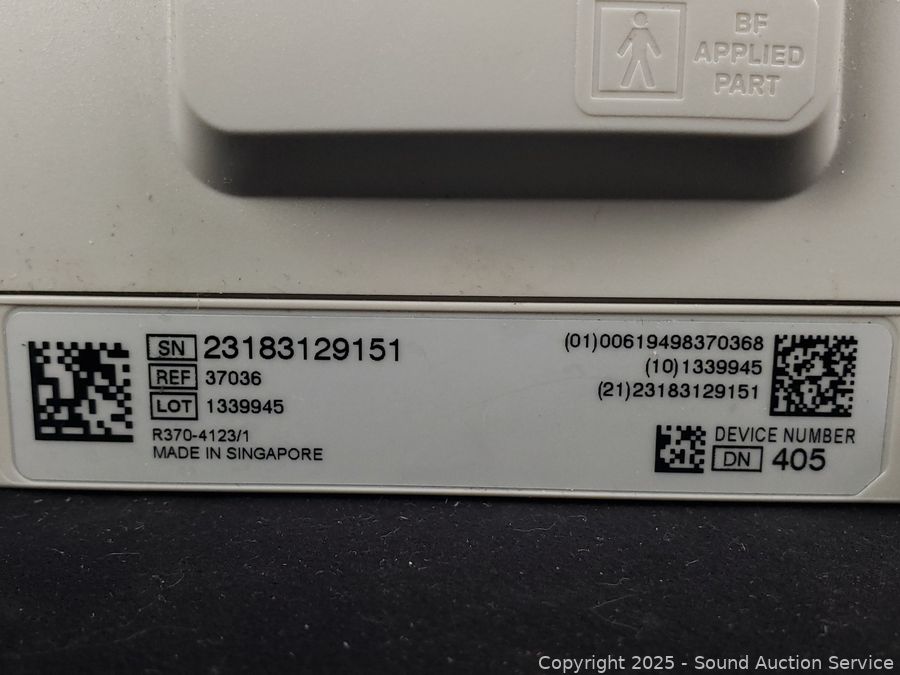 BF
APPLIED
PART
SN 23183129151
REF 37036
LOT 1339945
R370-4123/1
MADE IN SINGAPORE
(01)00619498370368
(10)1339945
(21)23183129151
DEVICE NUMBER
DN 405
Copyright 2025 - Sound Auction Service